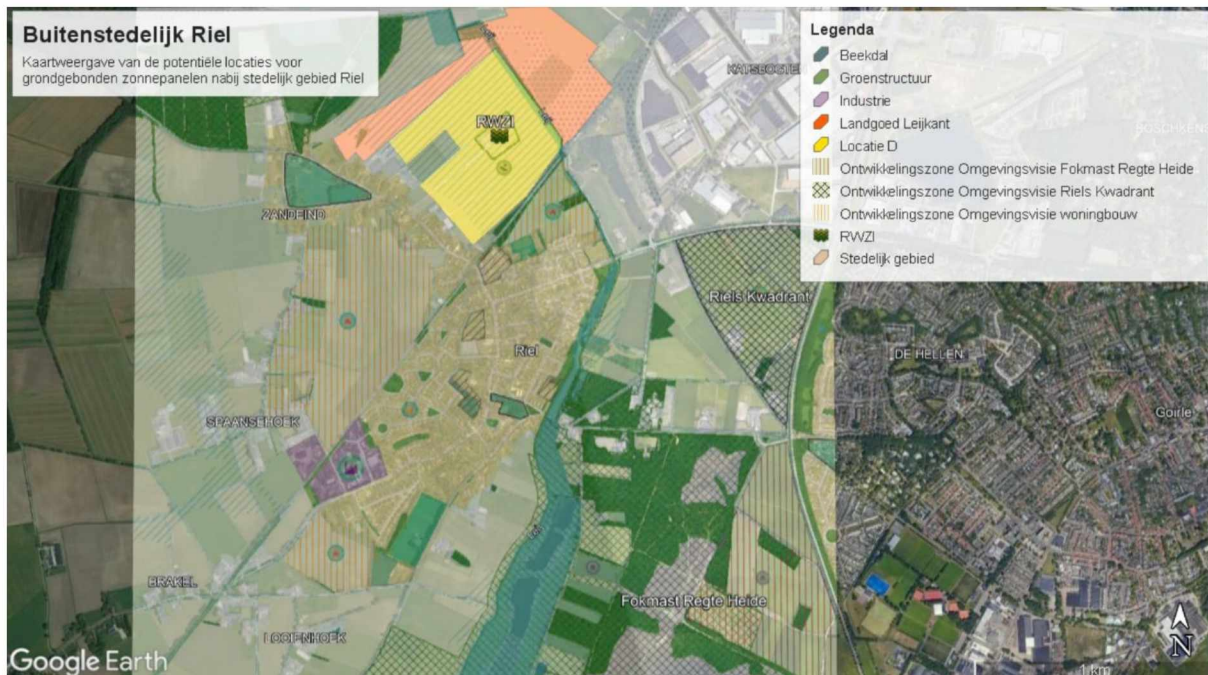 Buitenstedelijk Riel
Kaartweergave van de potentiële locaties voor
grondgebonden zonnepanelen nabij stedelijk gebied Riel
Legenda
Beekdal
Groenstructuur
Industrie
Landgoed Leijkant
Locatie D
Ontwikkelingszone Omgevingsvisie Fokmast Regte Heide
Ontwikkelingszone Omgevingsvisie Riels Kwadrant
Ontwikkelingszone Omgevingsvisie woningbouw
RWZI
Stedelijk gebied
KATSBOGTEN
RWZI
ZANDEIND
Riels Kwadrant
Riel
DE HELLEN
Goirle
SPAANSEHOEK
BRAKEL
Fokmast Regte Heide
LOOIENHOEK
Google Earth
1 km
N